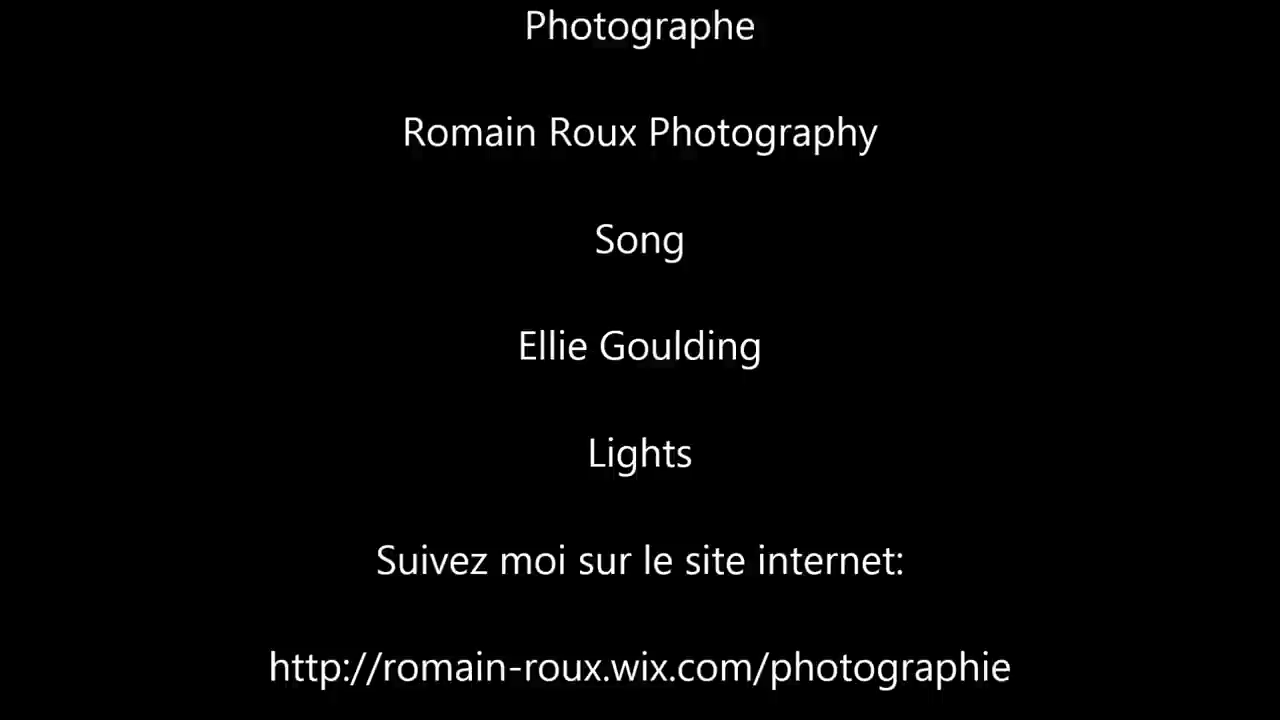 Photographe
Romain Roux Photography
Song
Ellie Goulding
Lights
Suivez moi sur le site internet:
http://romain-roux.wix.com/photographie